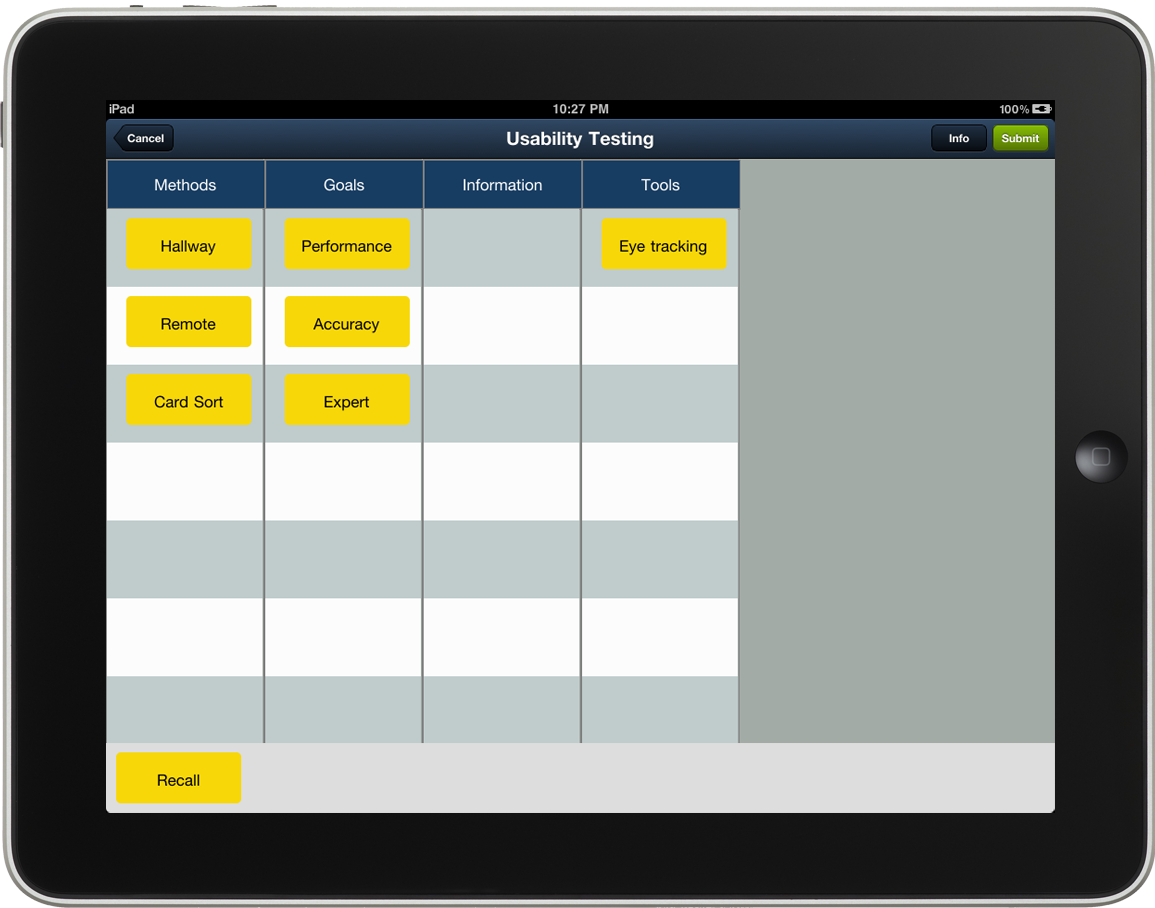 iPad 10:27 PM 100%
Cancel Usability Testing Info Submit
Methods Goals Information Tools
Hallway Performance Eye tracking
Remote Accuracy
Card Sort Expert
Recall